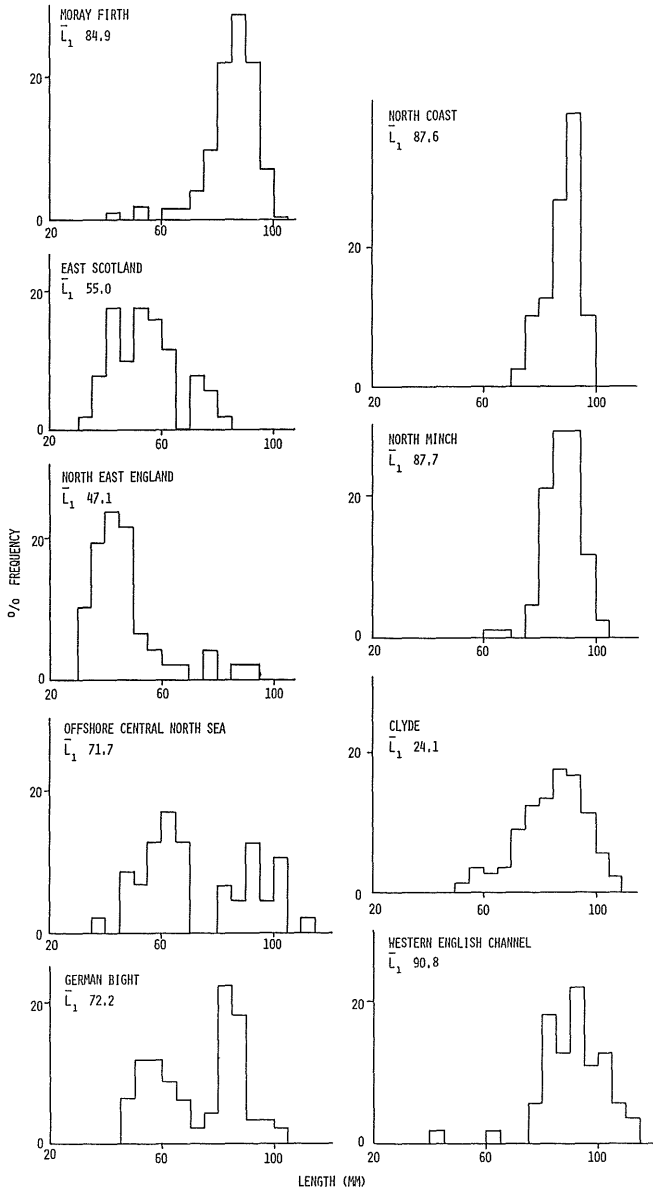 MORAY FIRTH
L̄1 84.9
20
0
20 60 100
EAST SCOTLAND
L̄1 55.0
20
0
20 60 100
NORTH EAST ENGLAND
L̄1 47.1
20
0
20 60 100
OFFSHORE CENTRAL NORTH SEA
L̄1 71.7
20
0
20 60 100
GERMAN BIGHT
L̄1 72.2
20
0
20 60 100
NORTH COAST
L̄1 87.6
20
0
20 60 100
NORTH MINCH
L̄1 87.7
20
0
20 60 100
CLYDE
L̄1 24.1
20
0
20 60 100
WESTERN ENGLISH CHANNEL
L̄1 90.8
20
0
20 60 100
% FREQUENCY
LENGTH (MM)